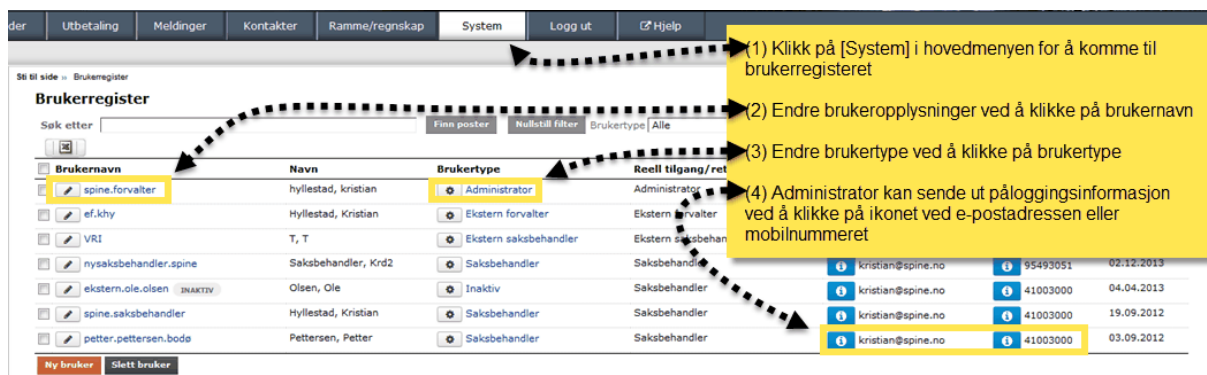 der Utbetaling Meldinger Kontakter Ramme/regnskap System Logg ut Hjelp
Sti til side » Brukerregister
Brukerregister
Søk etter Finn poster Nullstill filter Brukertype Alle
(1) Klikk på [System] i hovedmenyen for å komme til
brukerregisteret
(2) Endre brukeropplysninger ved å klikke på brukernavn
(3) Endre brukertype ved å klikke på brukertype
(4) Administrator kan sende ut påloggingsinformasjon
ved å klikke på ikonet ved e-postadressen eller
mobilnummeret
Brukernavn Navn Brukertype Reell tilgang/ret
spine.forvalter hyllestad, kristian Administrator Administrator
ef.khy Hyllestad, Kristian Ekstern forvalter Ekstern forvalter
VRI T, T Ekstern saksbehandler Ekstern saksbehan
nysaksbehandler.spine Saksbehandler, Krd2 Saksbehandler Saksbehandler kristian@spine.no 95493051 02.12.2013
ekstern.ole.olsen INAKTIV Olsen, Ole Inaktiv Saksbehandler kristian@spine.no 41003000 04.04.2013
spine.saksbehandler Hyllestad, Kristian Saksbehandler Saksbehandler kristian@spine.no 41003000 19.09.2012
petter.pettersen.bodø Pettersen, Petter Saksbehandler Saksbehandler kristian@spine.no 41003000 03.09.2012
Ny bruker Slett bruker